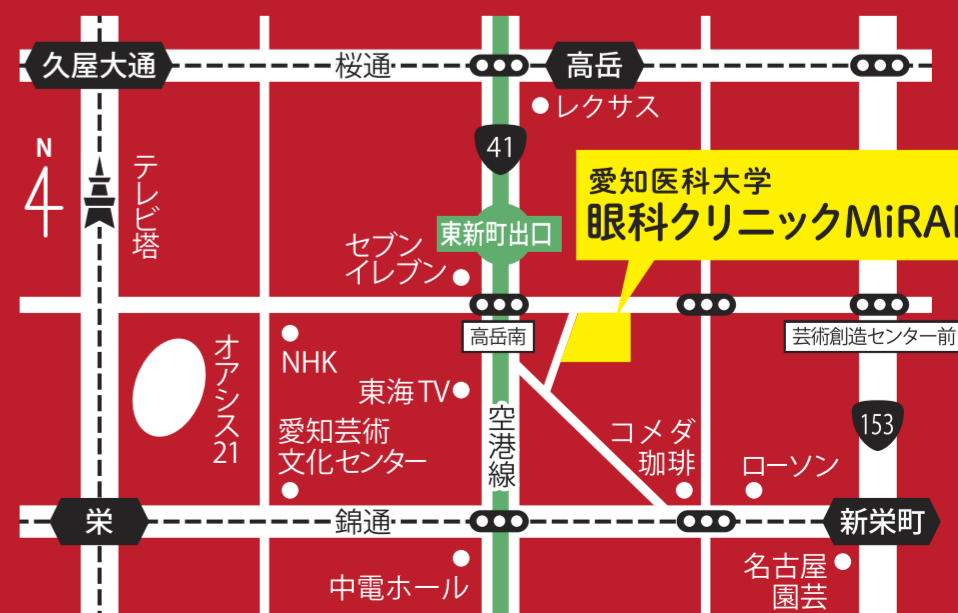 久屋大通
桜通
高岳
レクサス
N
41
テレビ塔
愛知医科大学
眼科クリニックMiRAI
東新町出口
セブン
イレブン
高岳南
芸術創造センター前
NHK
オアシス21
東海TV
愛知芸術
文化センター
空港線
コメダ
珈琲
153
ローソン
栄
錦通
新栄町
中電ホール
名古屋
園芸